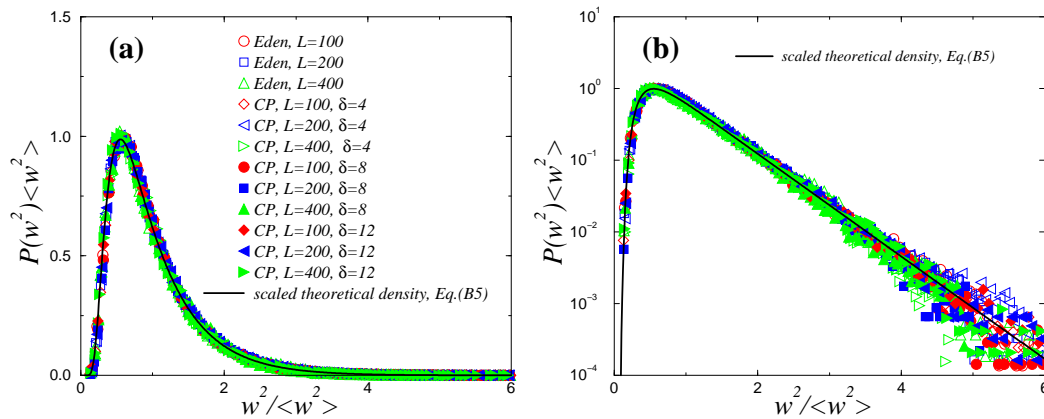 (a)
1.5
1.0
0.5
0.0
P(w²)<w²>
Eden, L=100
Eden, L=200
Eden, L=400
CP, L=100, δ=4
CP, L=200, δ=4
CP, L=400, δ=4
CP, L=100, δ=8
CP, L=200, δ=8
CP, L=400, δ=8
CP, L=100, δ=12
CP, L=200, δ=12
CP, L=400, δ=12
scaled theoretical density, Eq.(B5)
0 2 4 6
w²/<w²>
(b)
10¹
10⁰
10⁻¹
10⁻²
10⁻³
10⁻⁴
P(w²)<w²>
scaled theoretical density, Eq.(B5)
0 2 4 6
w²/<w²>